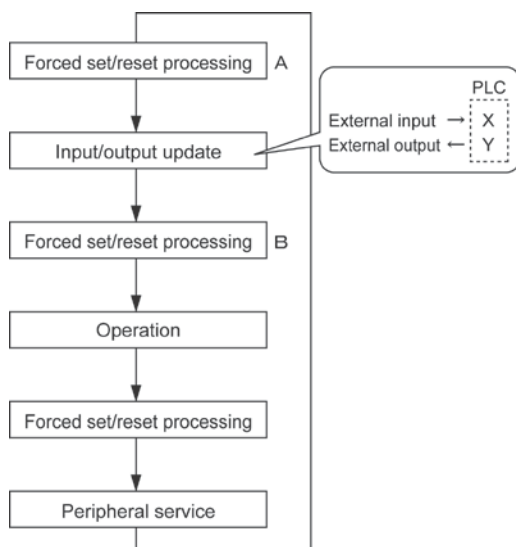 Forced set/reset processing A
PLC
External input → X
Input/output update
External output ← Y
Forced set/reset processing B
Operation
Forced set/reset processing
Peripheral service